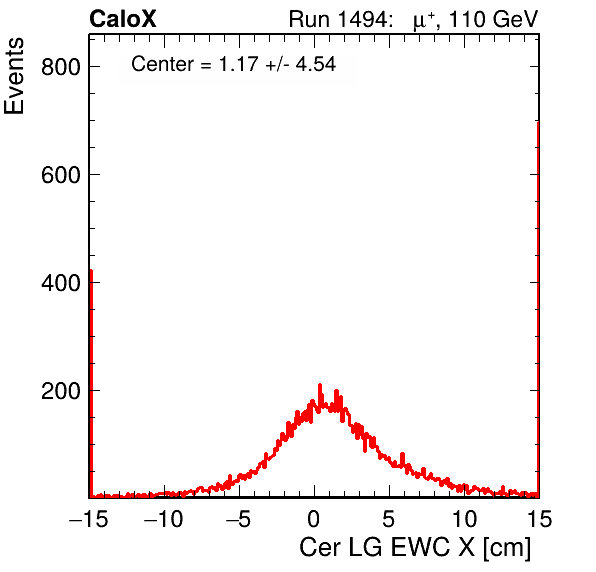 CaloX
Run 1494: μ⁺, 110 GeV
Events
Center = 1.17 +/- 4.54
800
600
400
200
−15 −10 −5 0 5 10 15
Cer LG EWC X [cm]